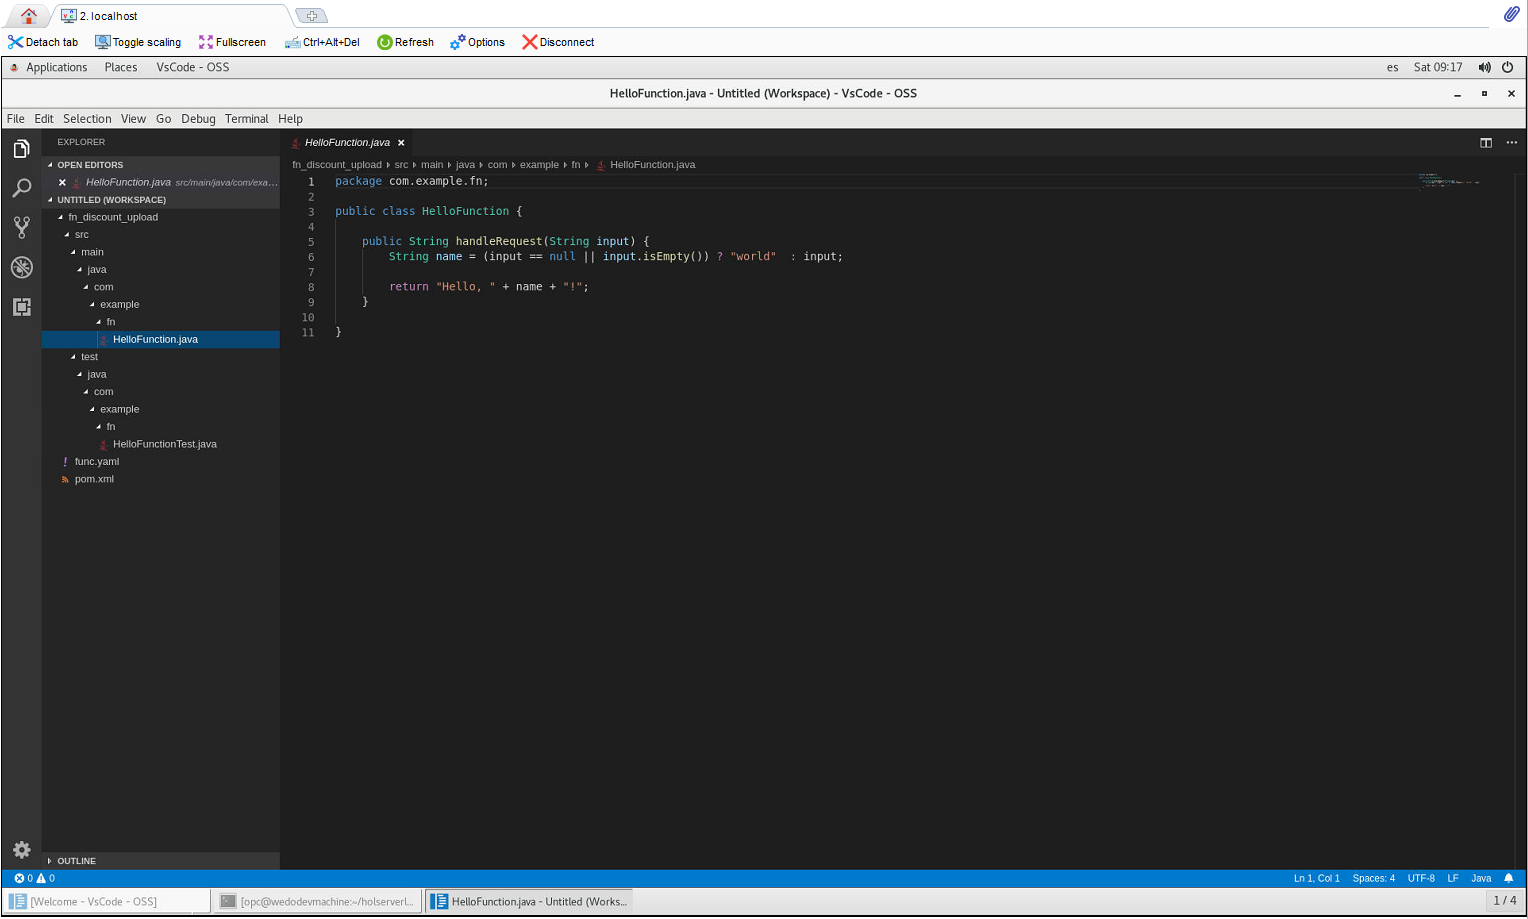 2. localhost
Detach tab Toggle scaling Fullscreen Ctrl+Alt+Del Refresh Options Disconnect
Applications Places VsCode - OSS es Sat 09:17
HelloFunction.java - Untitled (Workspace) - VsCode - OSS
File Edit Selection View Go Debug Terminal Help
EXPLORER
OPEN EDITORS
HelloFunction.java src/main/java/com/exa...
UNTITLED (WORKSPACE)
fn_discount_upload
src
main
java
com
example
fn
HelloFunction.java
test
java
com
example
fn
HelloFunctionTest.java
! func.yaml
pom.xml
OUTLINE
HelloFunction.java
fn_discount_upload src main java com example fn HelloFunction.java
1 package com.example.fn;
2
3 public class HelloFunction {
4
5 public String handleRequest(String input) {
6 String name = (input == null || input.isEmpty()) ? "world"  : input;
7
8 return "Hello, " + name + "!";
9 }
10
11 }
0 0 Ln 1, Col 1 Spaces: 4 UTF-8 LF Java
[Welcome - VsCode - OSS] [opc@wedodevmachine:~/holserverl... HelloFunction.java - Untitled (Works... 1 / 4